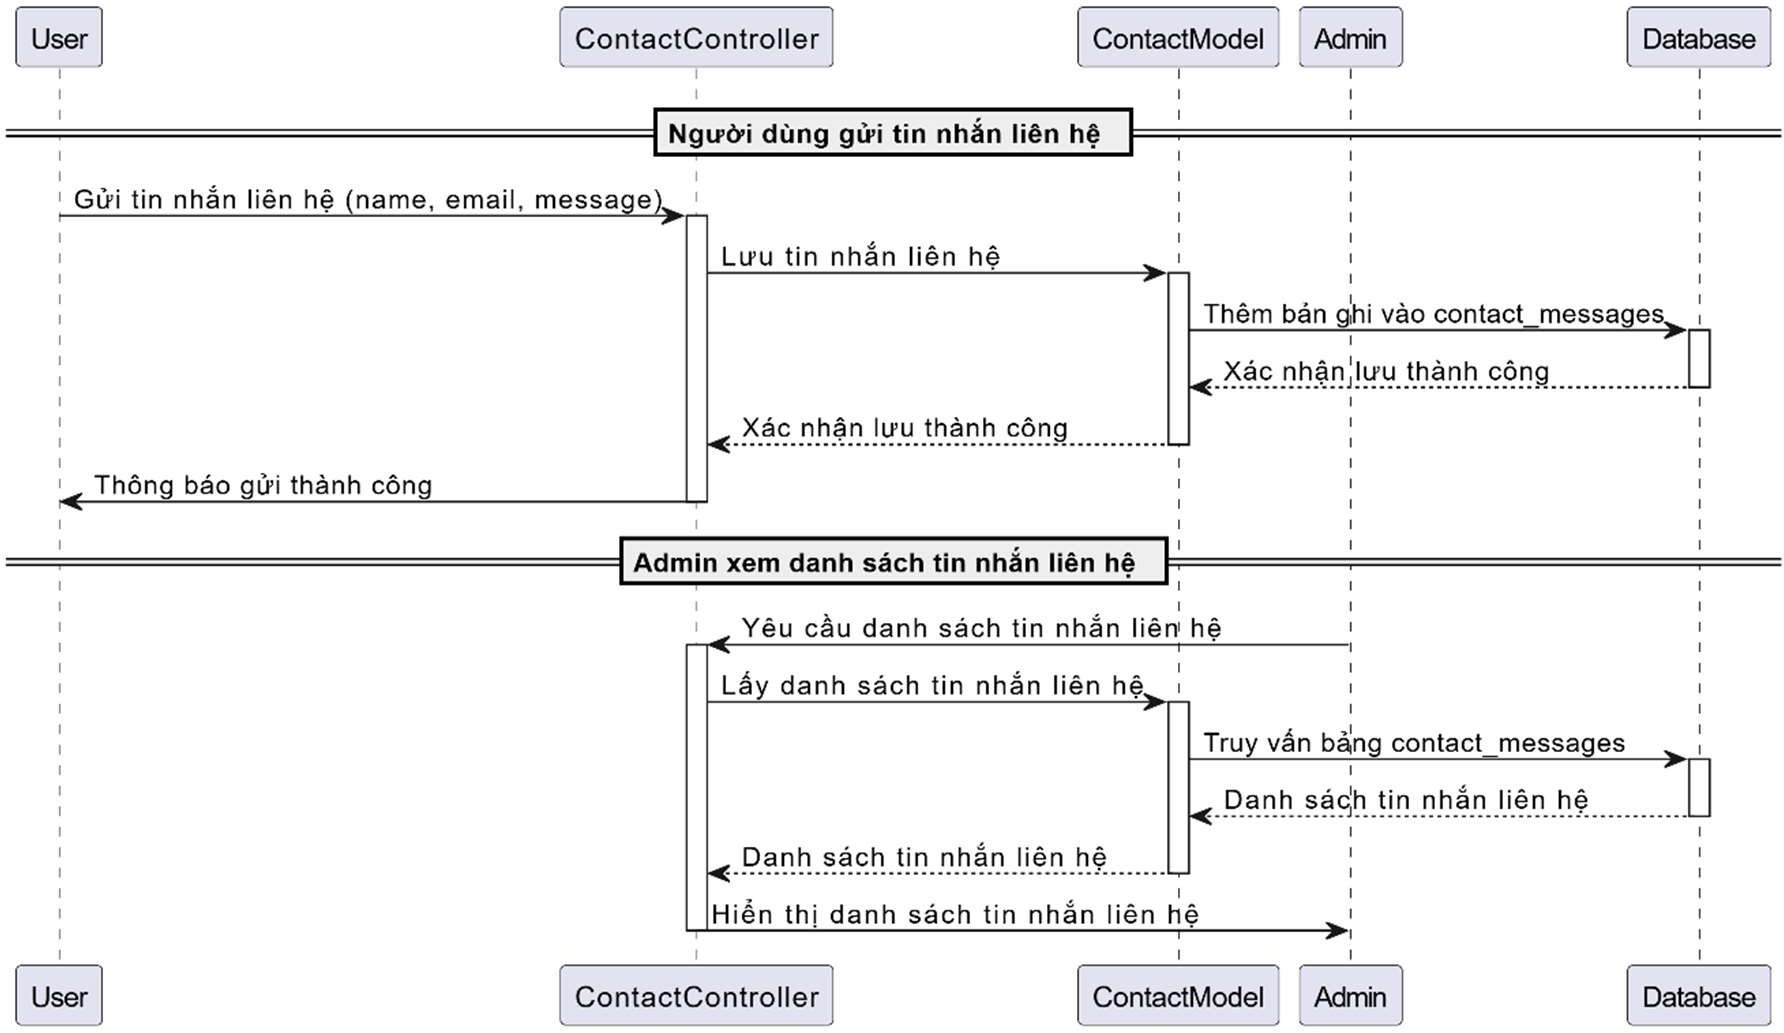 User
ContactController
ContactModel
Admin
Database
Người dùng gửi tin nhắn liên hệ
Gửi tin nhắn liên hệ (name, email, message)
Lưu tin nhắn liên hệ
Thêm bản ghi vào contact_messages
Xác nhận lưu thành công
Xác nhận lưu thành công
Thông báo gửi thành công
Admin xem danh sách tin nhắn liên hệ
Yêu cầu danh sách tin nhắn liên hệ
Lấy danh sách tin nhắn liên hệ
Truy vấn bảng contact_messages
Danh sách tin nhắn liên hệ
Danh sách tin nhắn liên hệ
Hiển thị danh sách tin nhắn liên hệ
User
ContactController
ContactModel
Admin
Database